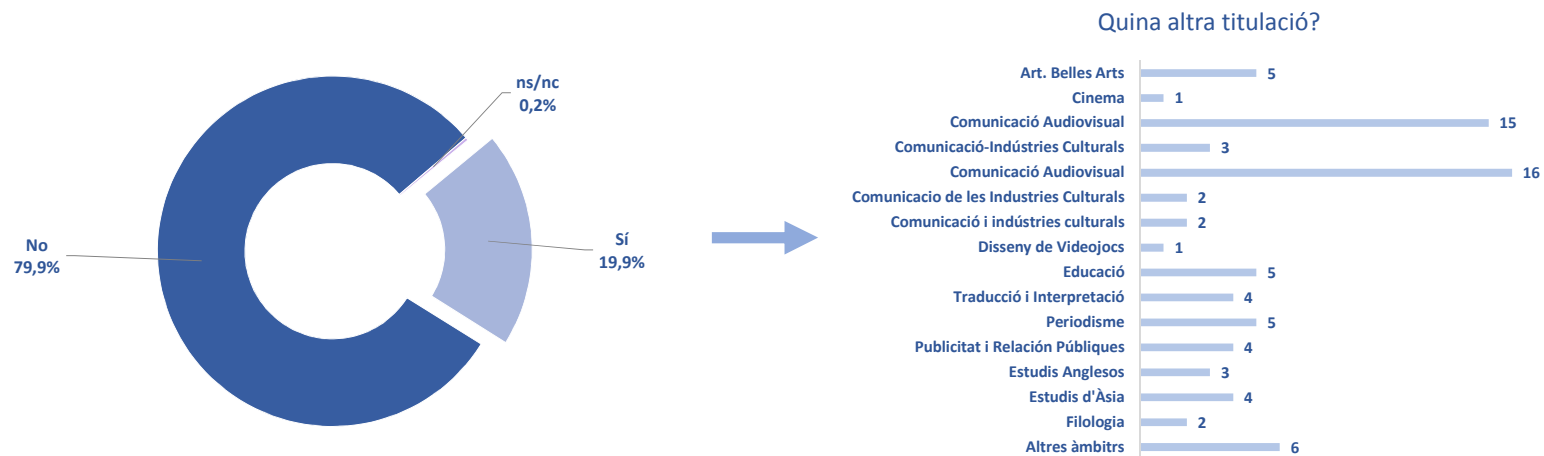 ns/nc
0,2%
No
79,9%
Sí
19,9%
Quina altra titulació?
Art. Belles Arts 5
Cinema 1
Comunicació Audiovisual 15
Comunicació-Indústries Culturals 3
Comunicació Audiovisual 16
Comunicacio de les Industries Culturals 2
Comunicació i indústries culturals 2
Disseny de Videojocs 1
Educació 5
Traducció i Interpretació 4
Periodisme 5
Publicitat i Relación Públiques 4
Estudis Anglesos 3
Estudis d'Àsia 4
Filologia 2
Altres àmbitrs 6